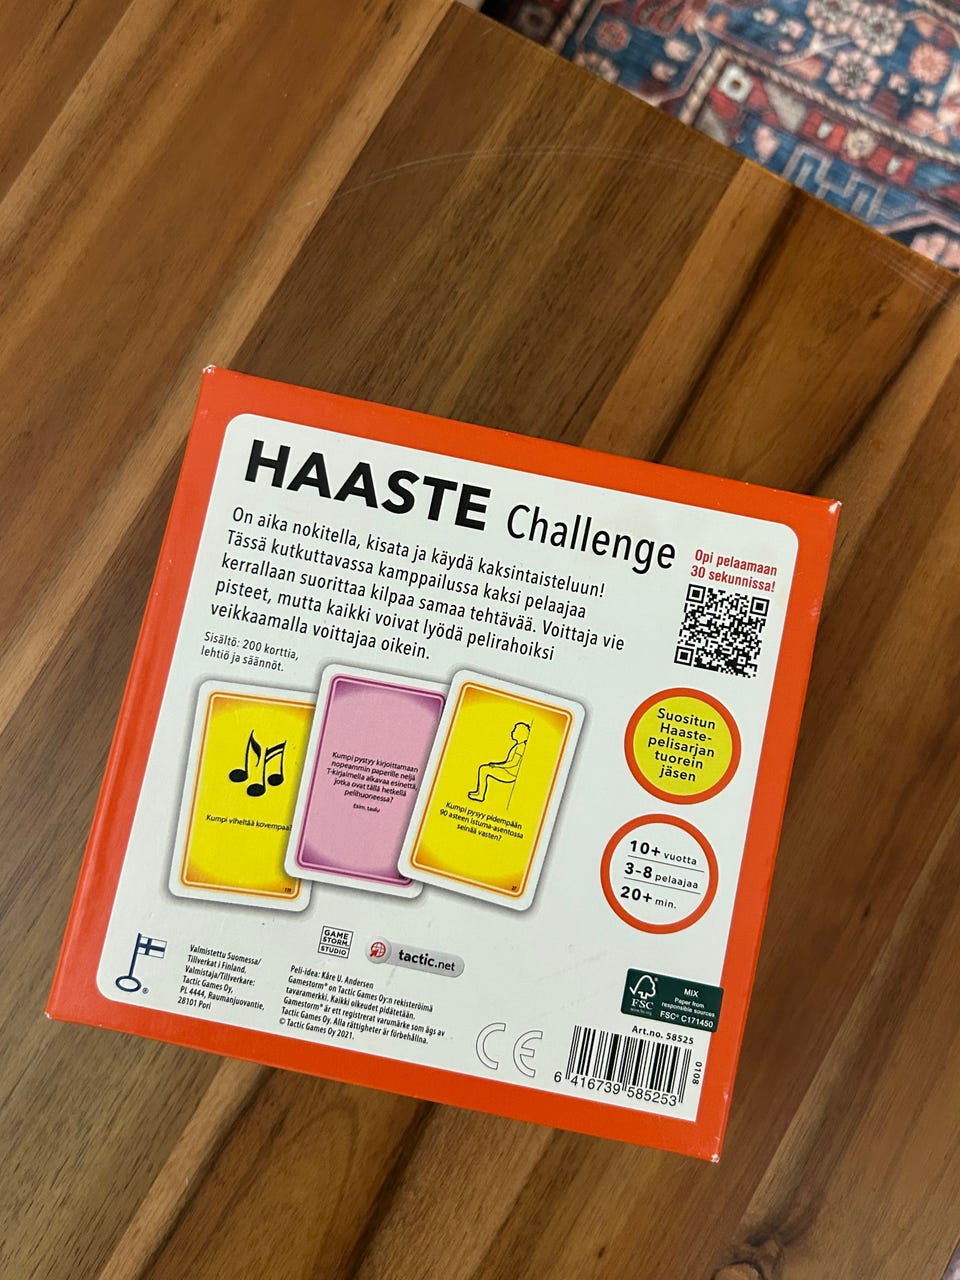 HAASTE Challenge
On aika nokitella, kisata ja käydä kaksintaisteluun!
Tässä kutkuttavassa kamppailussa kaksi pelaajaa
kerrallaan suorittaa kilpaa samaa tehtävää. Voittaja vie
pisteet, mutta kaikki voivat lyödä pelirahoiksi
veikkaamalla voittajaa oikein.
Sisältö: 200 korttia,
lehtiö ja säännöt.
Opi pelaamaan
30 sekunnissa!
Kumpi viheltää kovempaa?
Kumpi pystyy kirjoittamaan
nopeammin paperille neljä
T-kirjaimella alkavaa esinettä,
jotka ovat tällä hetkellä
pelihuoneessa?
Esim. taulu
Kumpi pysyy pidempään
90 asteen istuma-asentossa
seinää vasten?
Suositun
Haaste-
pelisarjan
tuorein
jäsen
10+ vuotta
3-8 pelaajaa
20+ min.
Valmistettu Suomessa/
Tillverkat i Finland.
Valmistaja/Tillverkare:
Tactic Games Oy,
PL 4444, Raumanjuovantie,
28101 Pori
GAME
STORM.
STUDIO
tactic.net
Peli-idea: Kåre U. Andersen
Gamestorm® on Tactic Games Oy:n rekisteröimä
tavaramerkki. Kaikki oikeudet pidätetään.
Gamestorm® är ett registrerat varumärke som ägs av
Tactic Games Oy. Alla rättigheter är förbehållna.
© Tactic Games Oy 2021.
CE
FSC
www.fsc.org
MIX
Paper from
responsible sources
FSC® C171450
Art.no. 58525
0108
6 416739 585253